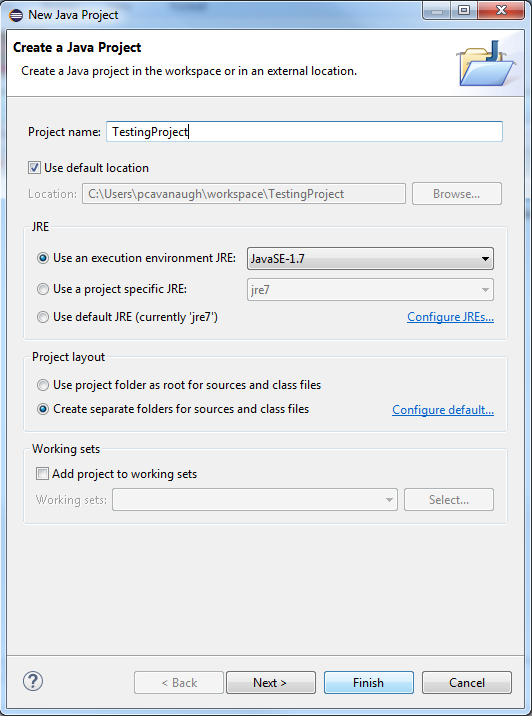 New Java Project
Create a Java Project
Create a Java project in the workspace or in an external location.
Project name: TestingProject
Use default location
Location: C:\Users\pcavanaugh\workspace\TestingProject Browse...
JRE
Use an execution environment JRE: JavaSE-1.7
Use a project specific JRE: jre7
Use default JRE (currently 'jre7') Configure JREs...
Project layout
Use project folder as root for sources and class files
Create separate folders for sources and class files Configure default...
Working sets
Add project to working sets
Working sets: Select...
? < Back Next > Finish Cancel